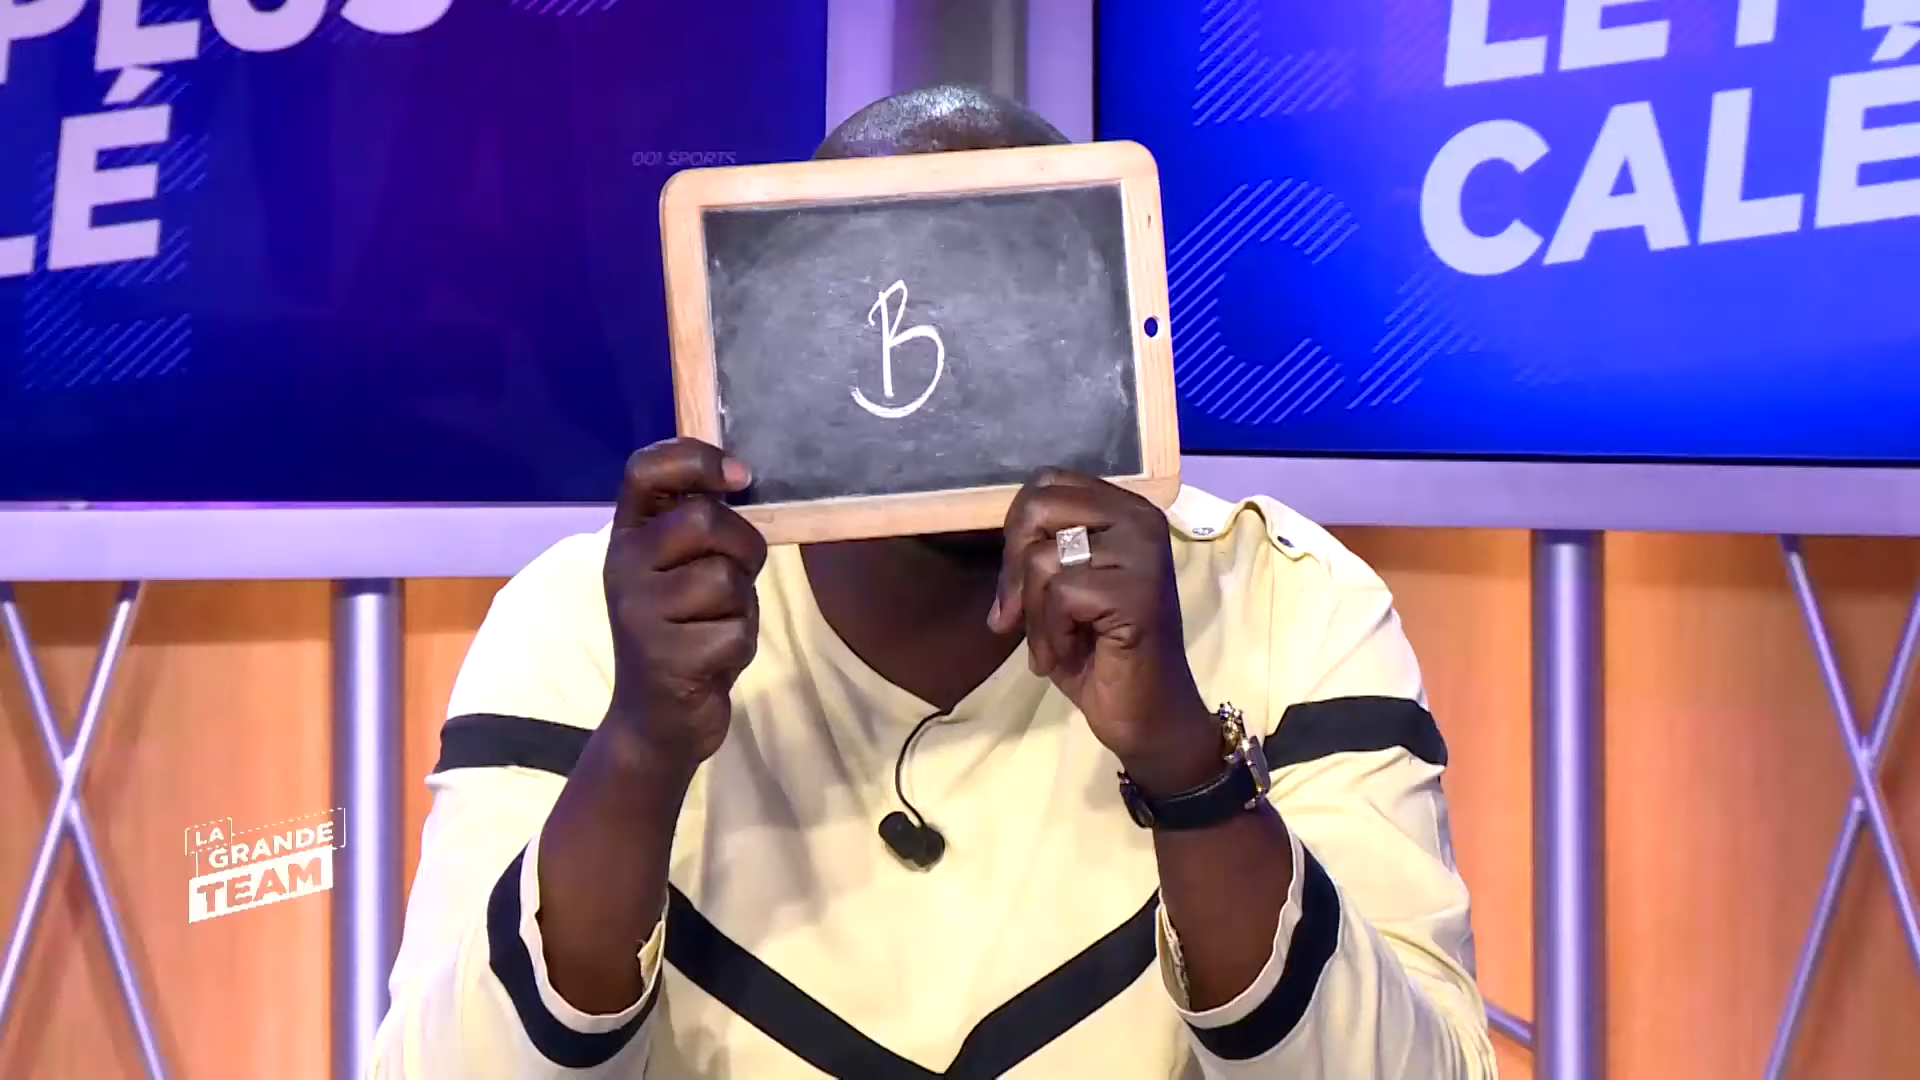 PLUS
LÉ
001 SPORTS
LE P
CALÉ
B
LA
GRANDE
TEAM